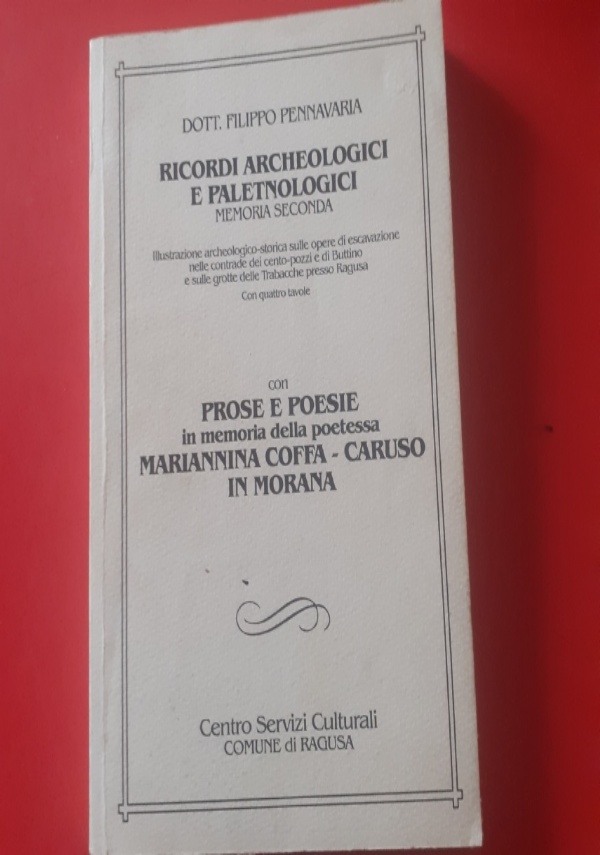 DOTT. FILIPPO PENNAVARIA
RICORDI ARCHEOLOGICI
E PALETNOLOGICI
MEMORIA SECONDA
Illustrazione archeologico-storica sulle opere di escavazione
nelle contrade dei cento-pozzi e di Buttino
e sulle grotte delle Trabacche presso Ragusa
Con quattro tavole
con
PROSE E POESIE
in memoria della poetessa
MARIANNINA COFFA - CARUSO
IN MORANA
Centro Servizi Culturali
COMUNE di RAGUSA